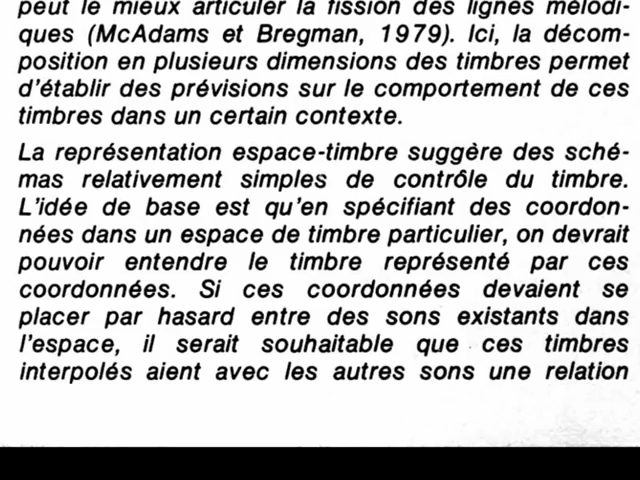 peut le mieux articuler la fission des lignes mélodi-
ques (McAdams et Bregman, 1979). Ici, la décom-
position en plusieurs dimensions des timbres permet
d'établir des prévisions sur le comportement de ces
timbres dans un certain contexte.
La représentation espace-timbre suggère des sché-
mas relativement simples de contrôle du timbre.
L'idée de base est qu'en spécifiant des coordon-
nées dans un espace de timbre particulier, on devrait
pouvoir entendre le timbre représenté par ces
coordonnées. Si ces coordonnées devaient se
placer par hasard entre des sons existants dans
l'espace, il serait souhaitable que ces timbres
interpolés aient avec les autres sons une relation